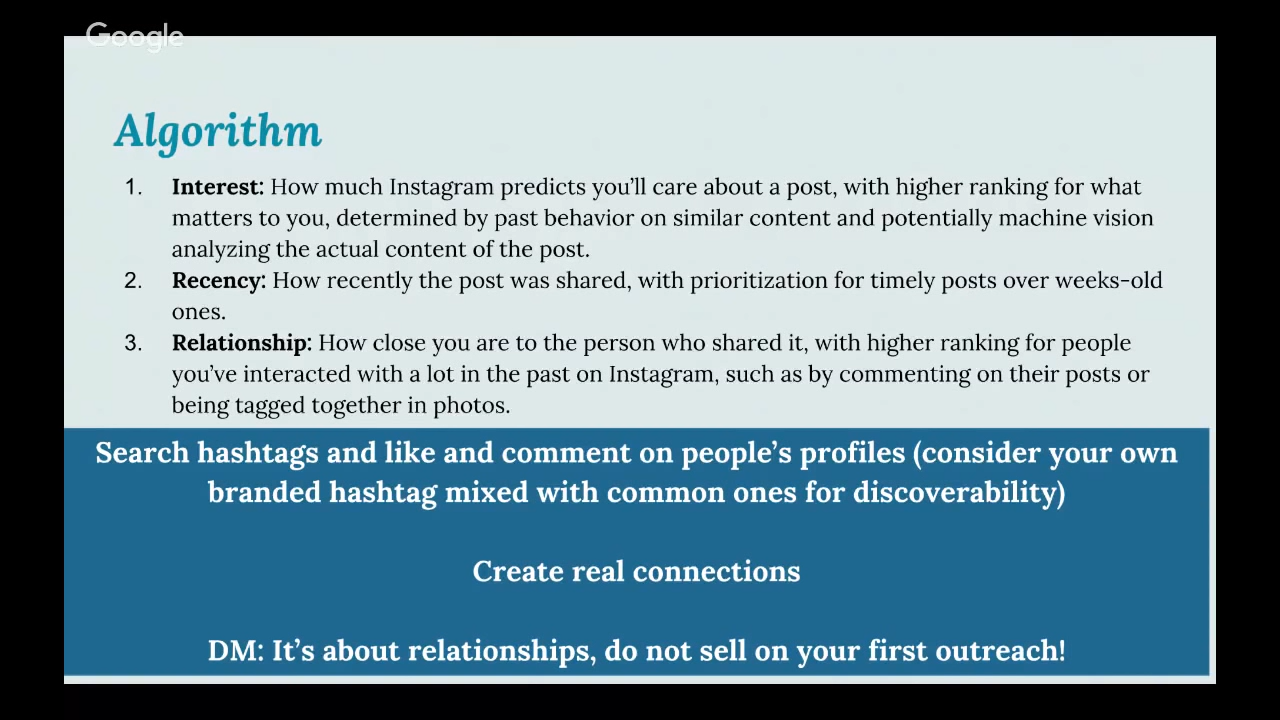 Google
Algorithm
1. Interest: How much Instagram predicts you’ll care about a post, with higher ranking for what
matters to you, determined by past behavior on similar content and potentially machine vision
analyzing the actual content of the post.
2. Recency: How recently the post was shared, with prioritization for timely posts over weeks-old
ones.
3. Relationship: How close you are to the person who shared it, with higher ranking for people
you’ve interacted with a lot in the past on Instagram, such as by commenting on their posts or
being tagged together in photos.
Search hashtags and like and comment on people’s profiles (consider your own
branded hashtag mixed with common ones for discoverability)
Create real connections
DM: It’s about relationships, do not sell on your first outreach!